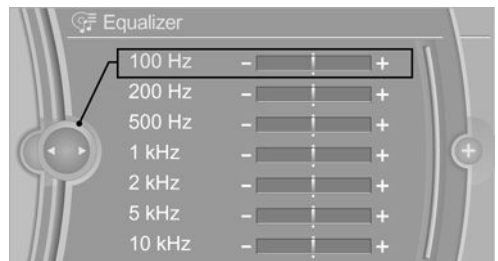 Equalizer
100 Hz - +
200 Hz - +
500 Hz - +
1 kHz - +
2 kHz - +
5 kHz - +
10 kHz - +
+